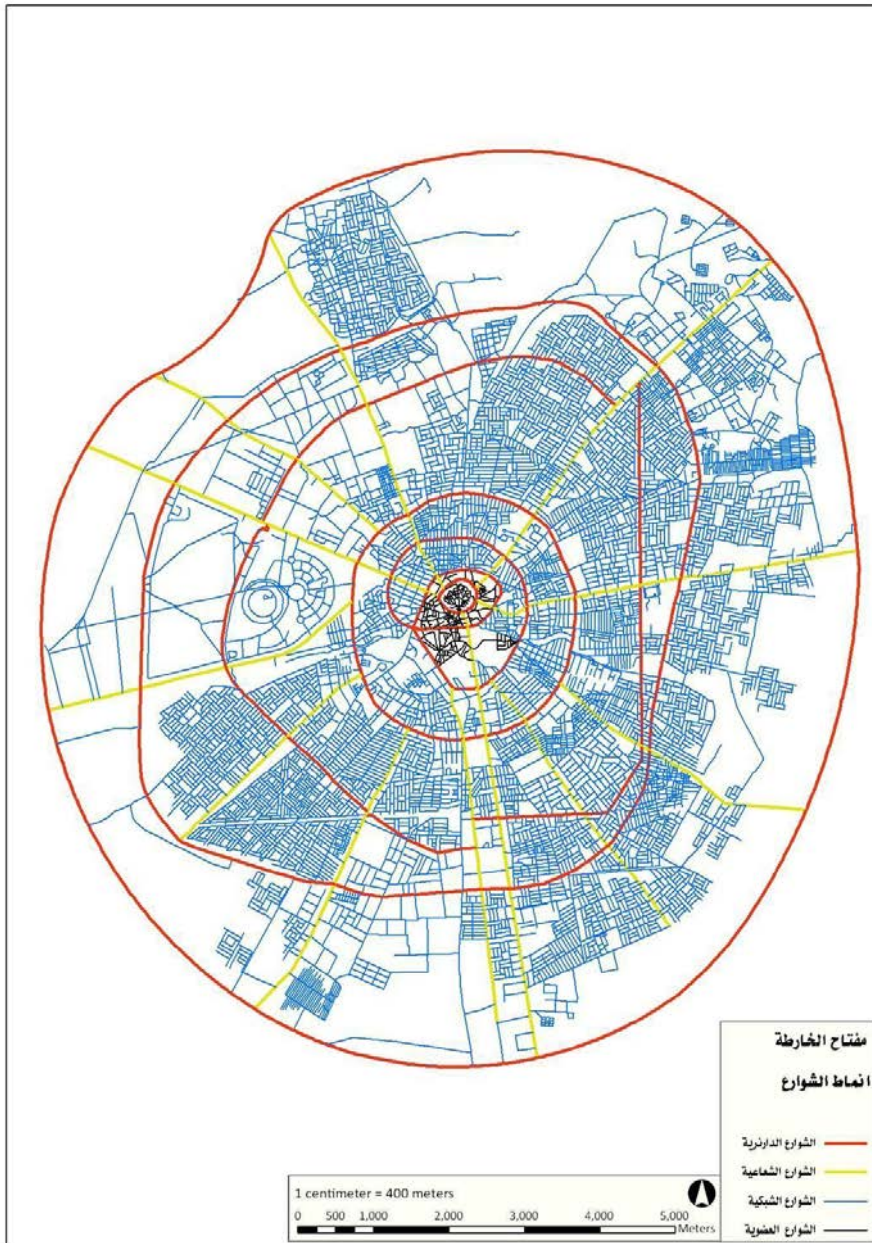 مفتاح الخارطة
انماط الشوارع
الشوارع الدائرية
الشوارع الشعاعية
الشوارع الشبكية
الشوارع العضوية
1 centimeter = 400 meters
0 500 1,000 2,000 3,000 4,000 5,000
Meters